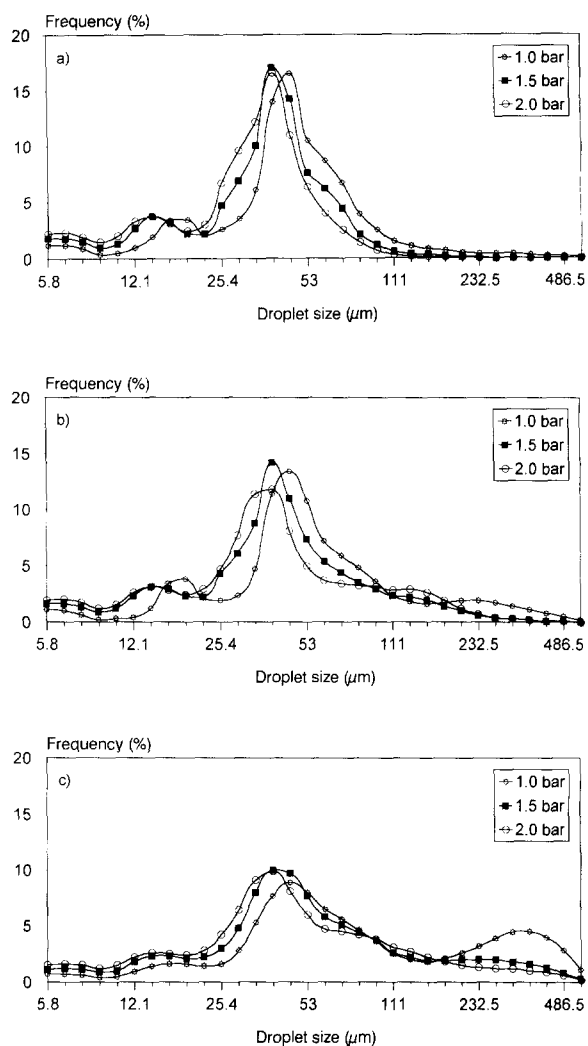 Frequency (%)
20
a)
1.0 bar
1.5 bar
2.0 bar
15
10
5
0
5.8 12.1 25.4 53 111 232.5 486.5
Droplet size (µm)
Frequency (%)
20
b)
1.0 bar
1.5 bar
2.0 bar
15
10
5
0
5.8 12.1 25.4 53 111 232.5 486.5
Droplet size (µm)
Frequency (%)
20
c)
1.0 bar
1.5 bar
2.0 bar
15
10
5
0
5.8 12.1 25.4 53 111 232.5 486.5
Droplet size (µm)